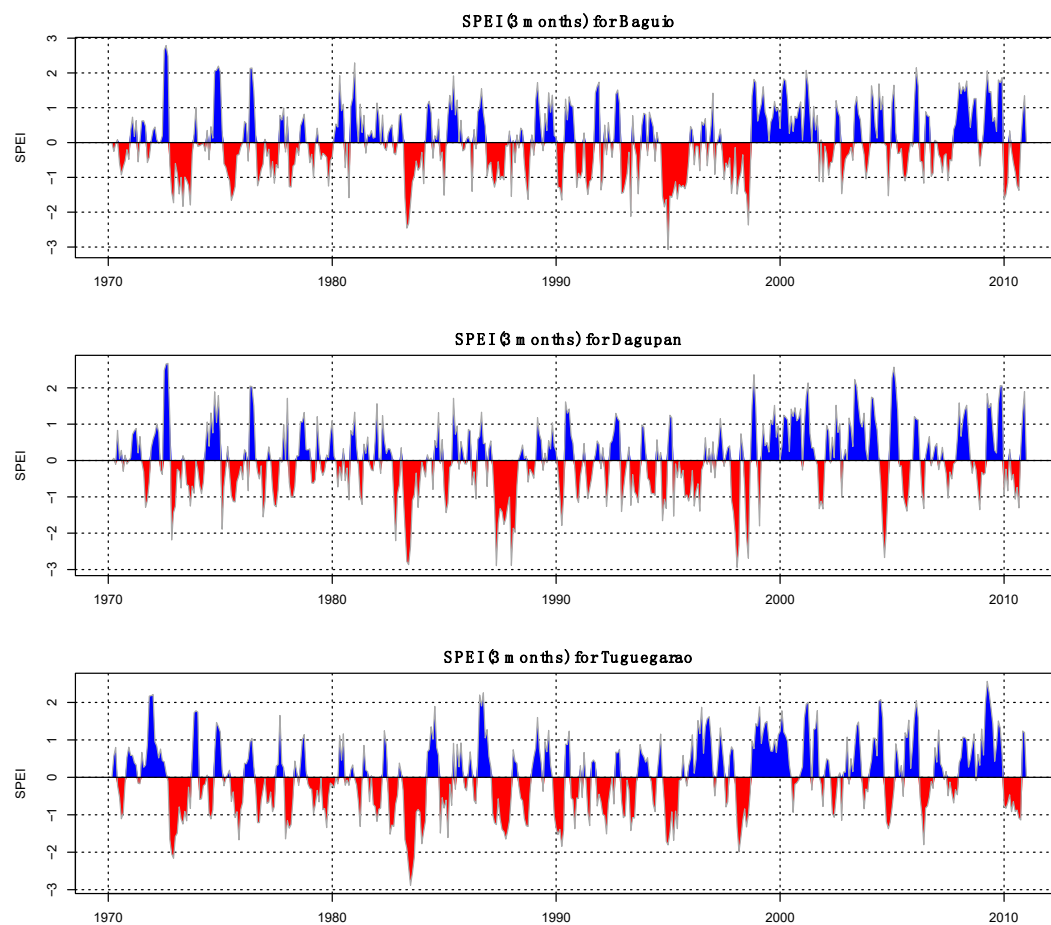 SPEI (3 months) for Baguio
3
2
1
0
−1
−2
−3
SPEI
1970 1980 1990 2000 2010
SPEI (3 months) for Dagupan
2
1
0
−1
−2
−3
SPEI
1970 1980 1990 2000 2010
SPEI (3 months) for Tuguegarao
2
1
0
−1
−2
−3
SPEI
1970 1980 1990 2000 2010